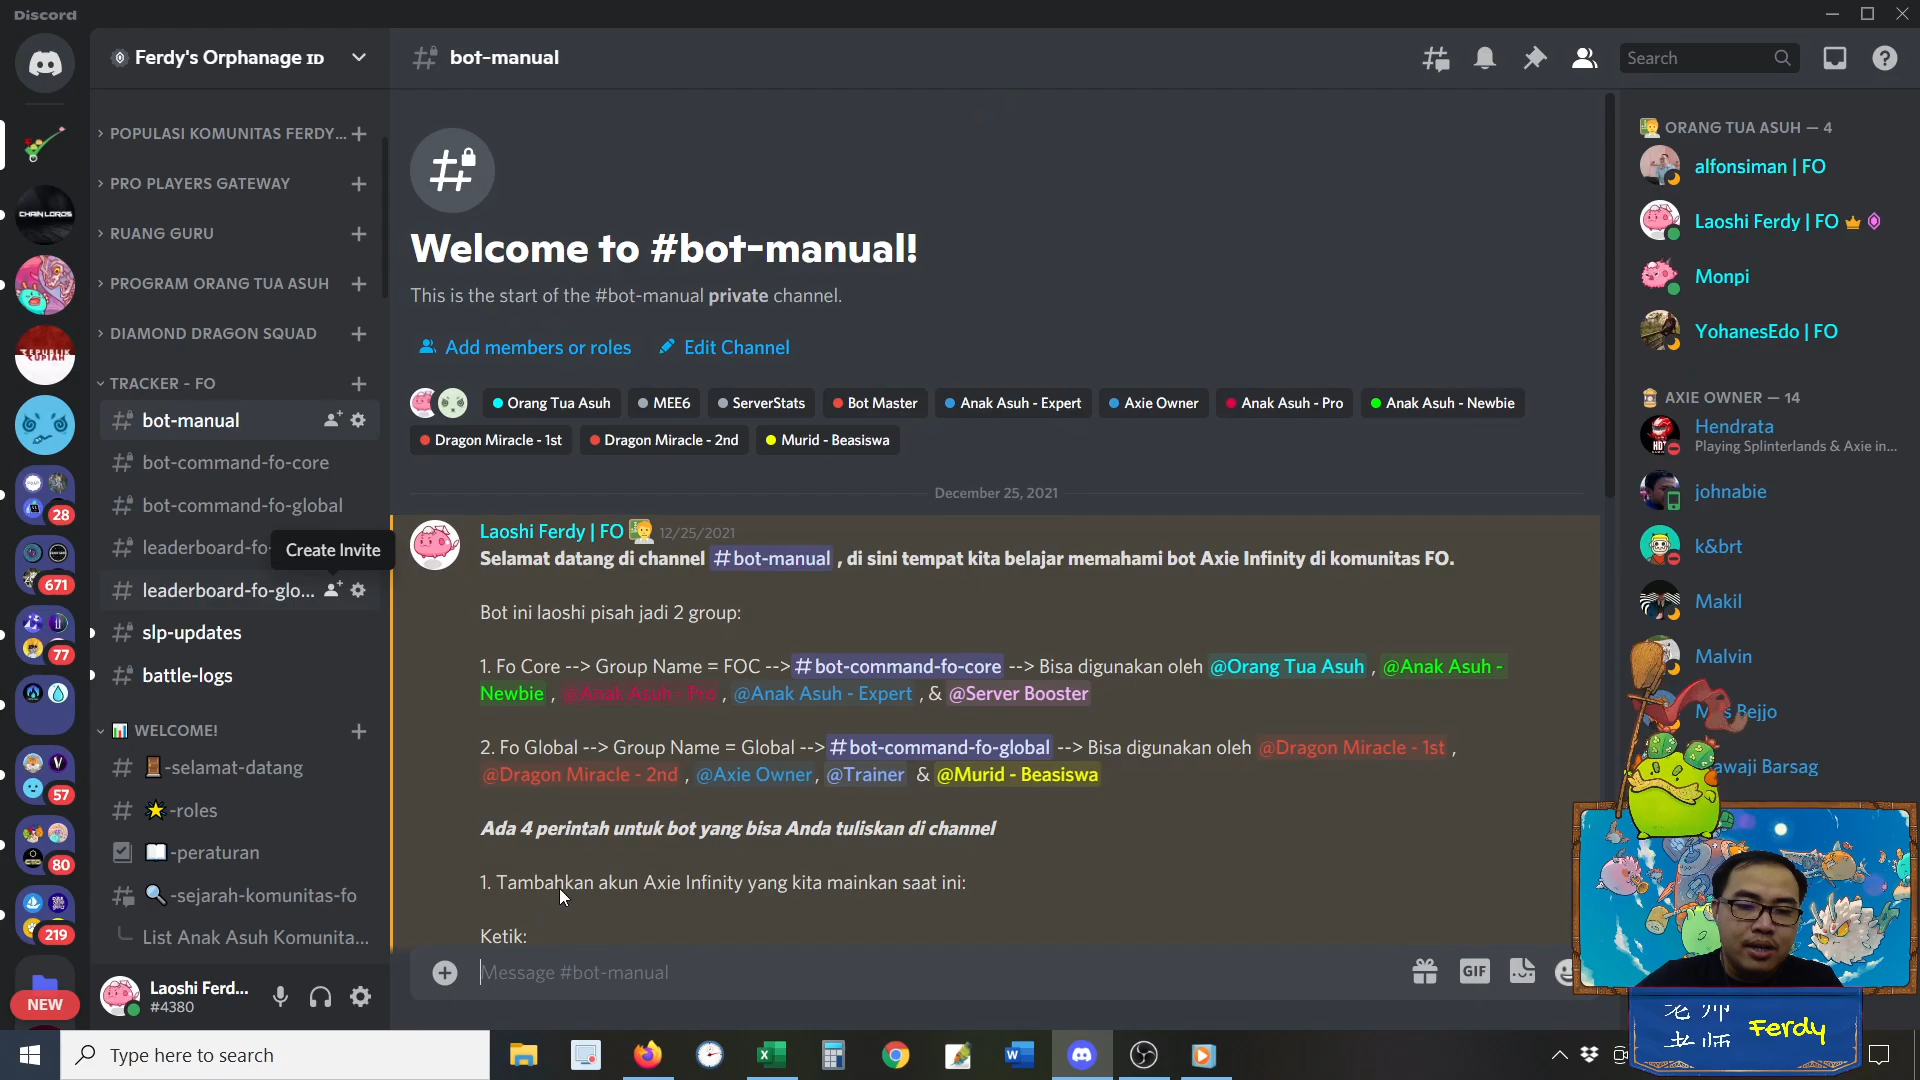 Discord
Ferdy's Orphanage ID
bot-manual
Search
POPULASI KOMUNITAS FERDY...
PRO PLAYERS GATEWAY
RUANG GURU
PROGRAM ORANG TUA ASUH
DIAMOND DRAGON SQUAD
TRACKER - FO
bot-manual
bot-command-fo-core
bot-command-fo-global
leaderboard-fo-
Create Invite
leaderboard-fo-glo...
slp-updates
battle-logs
WELCOME!
-selamat-datang
-roles
-peraturan
-sejarah-komunitas-fo
List Anak Asuh Komunita...
CHAIN LORDS
28
671
77
57
80
219
NEW
Laoshi Ferd...
#4380
Welcome to #bot-manual!
This is the start of the #bot-manual private channel.
Add members or roles
Edit Channel
Orang Tua Asuh
MEE6
ServerStats
Bot Master
Anak Asuh - Expert
Axie Owner
Anak Asuh - Pro
Anak Asuh - Newbie
Dragon Miracle - 1st
Dragon Miracle - 2nd
Murid - Beasiswa
December 25, 2021
Laoshi Ferdy | FO 12/25/2021
Selamat datang di channel #bot-manual , di sini tempat kita belajar memahami bot Axie Infinity di komunitas FO.
Bot ini laoshi pisah jadi 2 group:
1. Fo Core --> Group Name = FOC --> #bot-command-fo-core --> Bisa digunakan oleh @Orang Tua Asuh , @Anak Asuh -
Newbie , @Anak Asuh - Pro , @Anak Asuh - Expert , & @Server Booster
2. Fo Global --> Group Name = Global --> #bot-command-fo-global --> Bisa digunakan oleh @Dragon Miracle - 1st ,
@Dragon Miracle - 2nd , @Axie Owner , @Trainer & @Murid - Beasiswa
Ada 4 perintah untuk bot yang bisa Anda tuliskan di channel
1. Tambahkan akun Axie Infinity yang kita mainkan saat ini:
Ketik:
Message #bot-manual
GIF
ORANG TUA ASUH — 4
alfonsiman | FO
Laoshi Ferdy | FO
Monpi
YohanesEdo | FO
AXIE OWNER — 14
Hendrata
Playing Splinterlands & Axie in...
johnabie
k&brt
Makil
Malvin
Bejjo
awaji Barsag
老师
老師
Ferdy
Type here to search